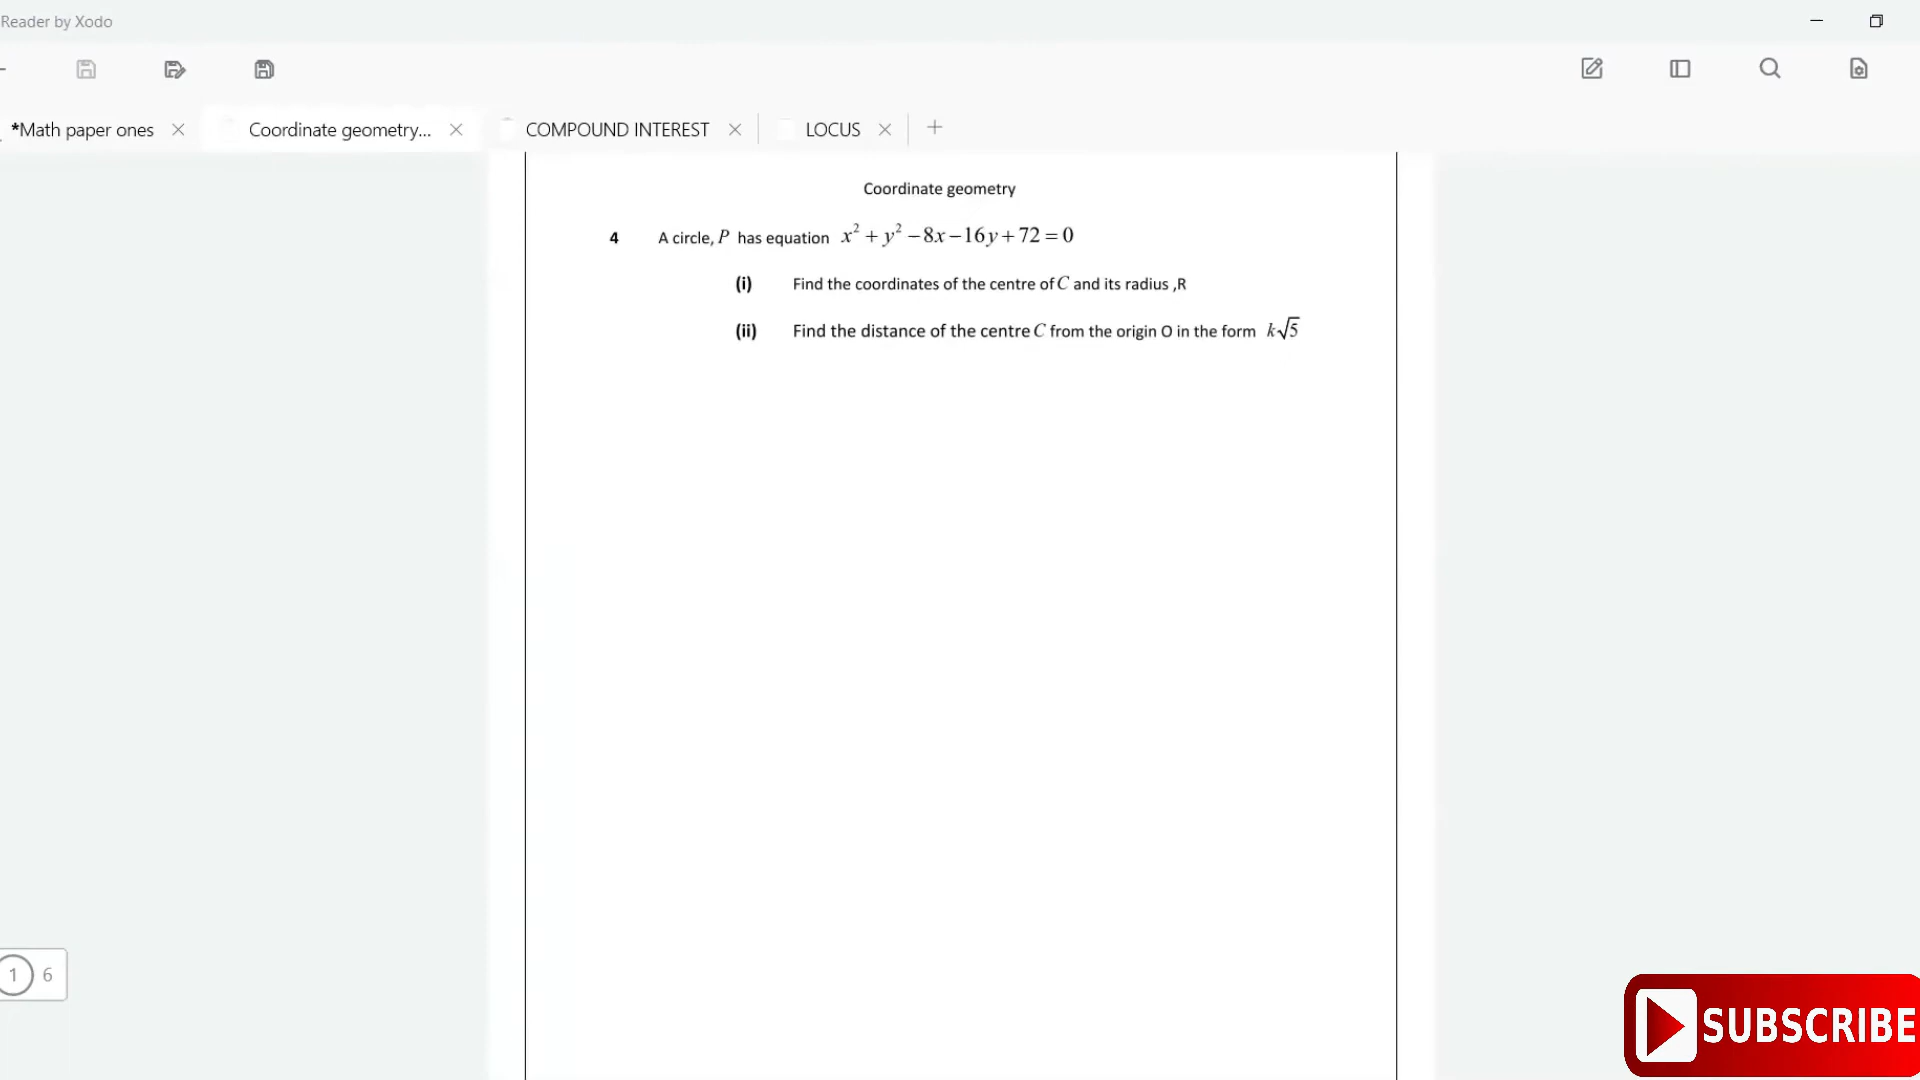 Reader by Xodo
*Math paper ones
Coordinate geometry...
COMPOUND INTEREST
LOCUS
Coordinate geometry
4 A circle, P has equation x² + y² − 8x − 16y + 72 = 0
(i) Find the coordinates of the centre of C and its radius ,R
(ii) Find the distance of the centre C from the origin O in the form k√5
1 6
SUBSCRIBE